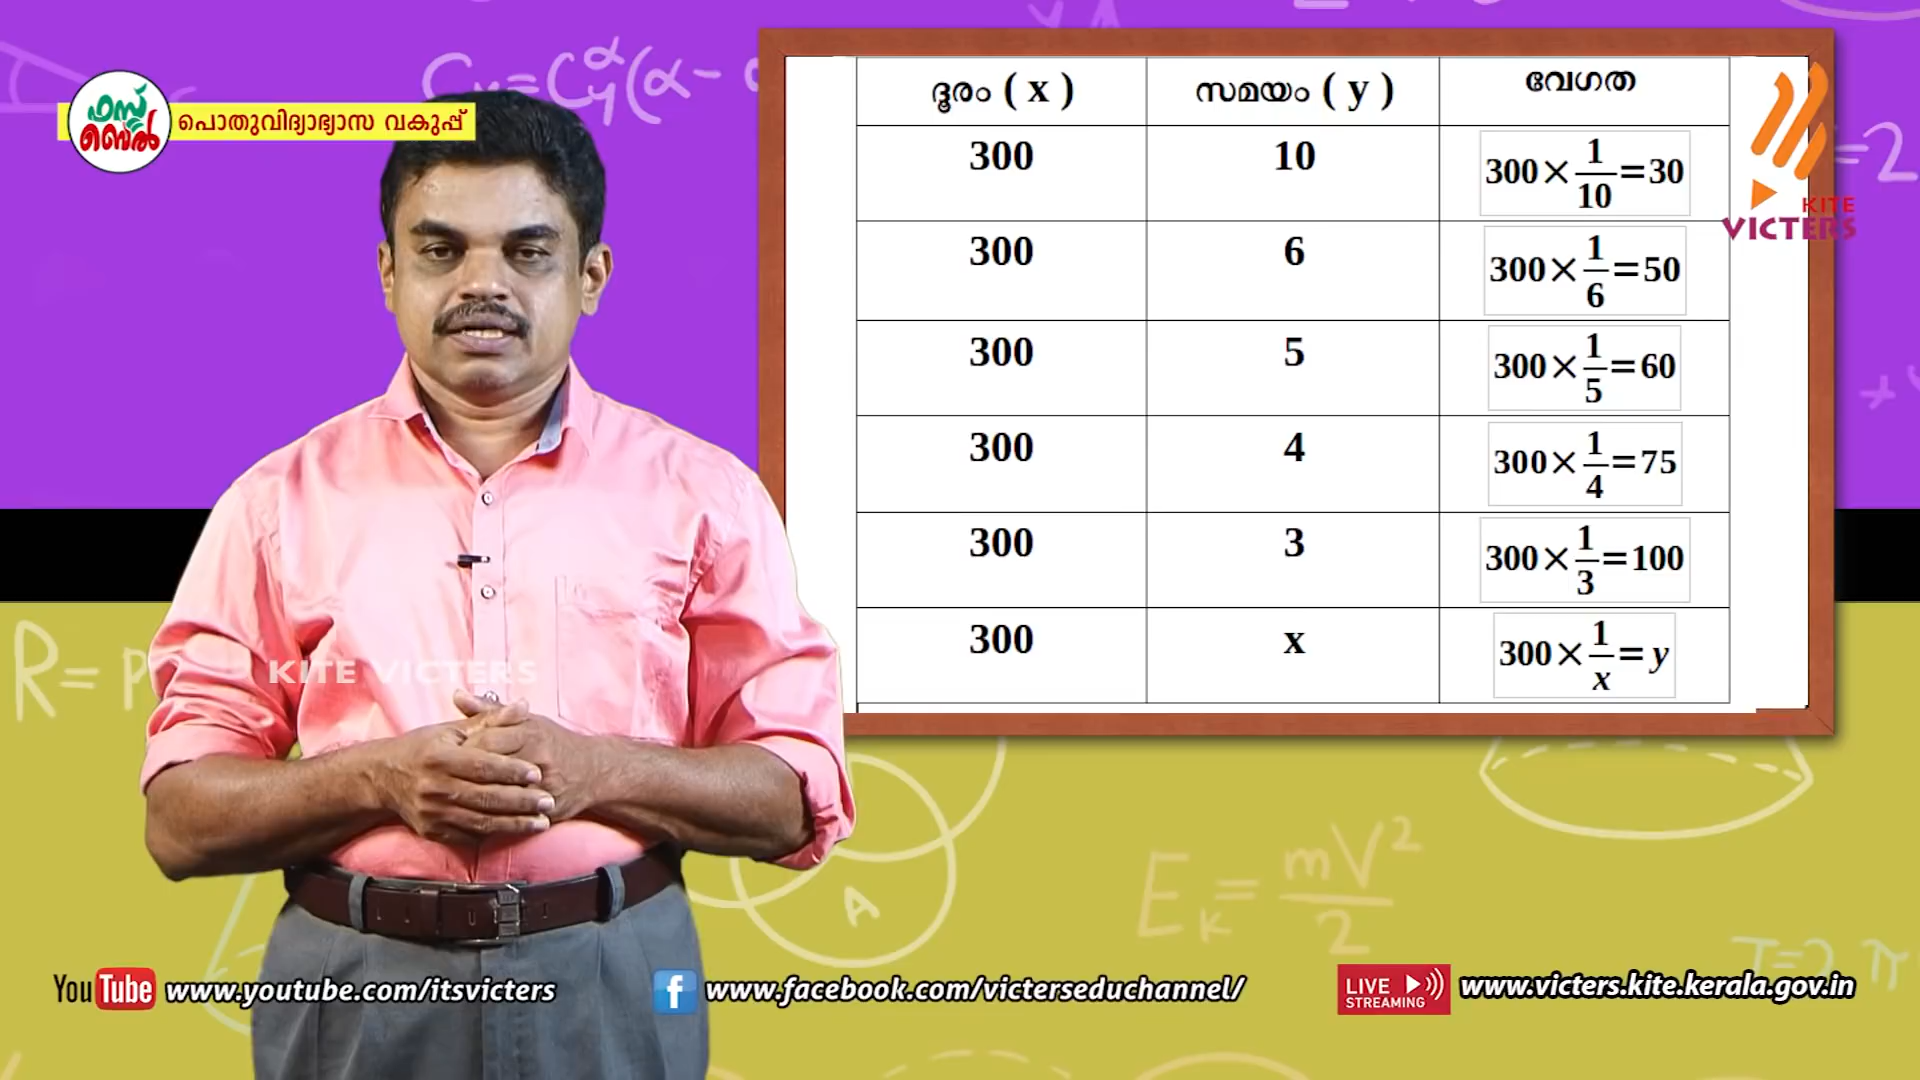 ഫസ്റ്റ്
ബെൽ
പൊതുവിദ്യാഭ്യാസ വകുപ്പ്
ദൂരം ( x ) സമയം ( y ) വേഗത
300 10 300×1/10=30
300 6 300×1/6=50
300 5 300×1/5=60
300 4 300×1/4=75
300 3 300×1/3=100
300 x 300×1/x=y
KITE
VICTERS
KITE VICTERS
R=
A
E_K = mV²/2
YouTube www.youtube.com/itsvicters
f www.facebook.com/victerseduchannel/
LIVE STREAMING www.victers.kite.kerala.gov.in